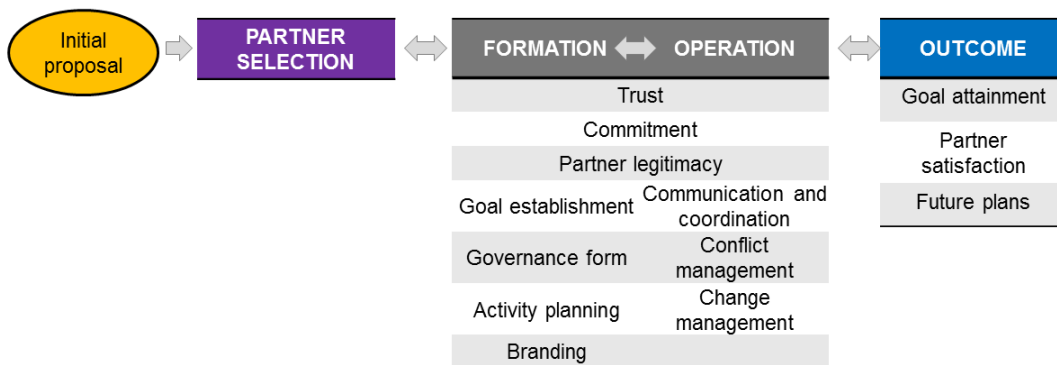 Initial
proposal
PARTNER
SELECTION
FORMATION
OPERATION
OUTCOME
Trust
Commitment
Partner legitimacy
Goal establishment
Communication and
coordination
Governance form
Conflict
management
Activity planning
Change
management
Branding
Goal attainment
Partner
satisfaction
Future plans